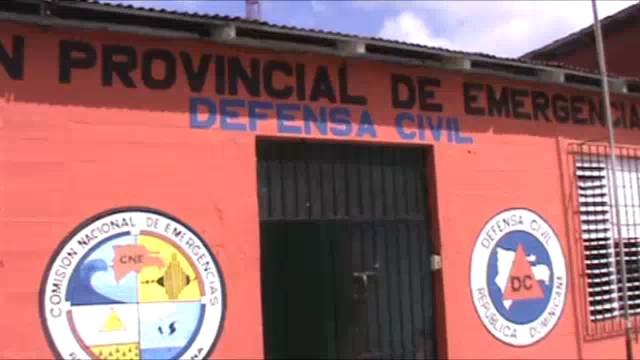 N PROVINCIAL DE EMERGENCIA
DEFENSA CIVIL
COMISION NACIONAL DE EMERGENCIAS
CNE
DEFENSA CIVIL
DC
REPUBLICA DOMINICANA